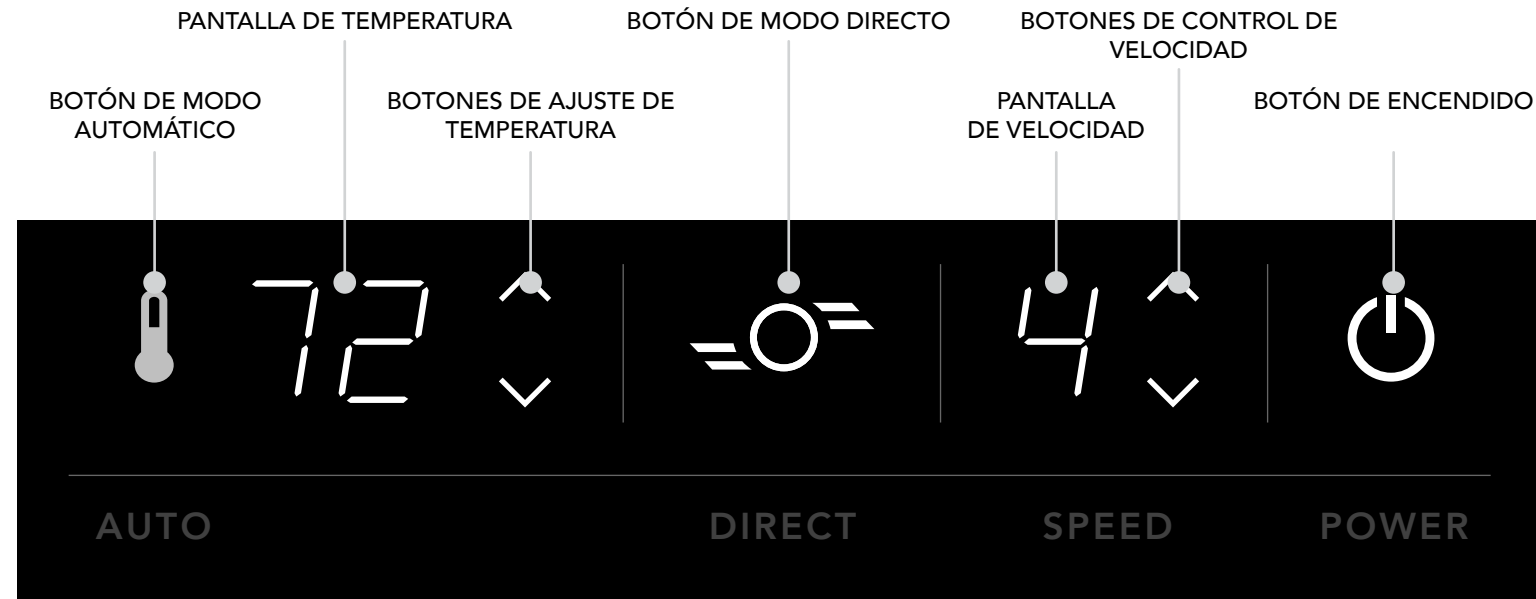 PANTALLA DE TEMPERATURA
BOTÓN DE MODO DIRECTO
BOTONES DE CONTROL DE
VELOCIDAD
BOTÓN DE MODO
AUTOMÁTICO
BOTONES DE AJUSTE DE
TEMPERATURA
PANTALLA
DE VELOCIDAD
BOTÓN DE ENCENDIDO
72
4
AUTO
DIRECT
SPEED
POWER